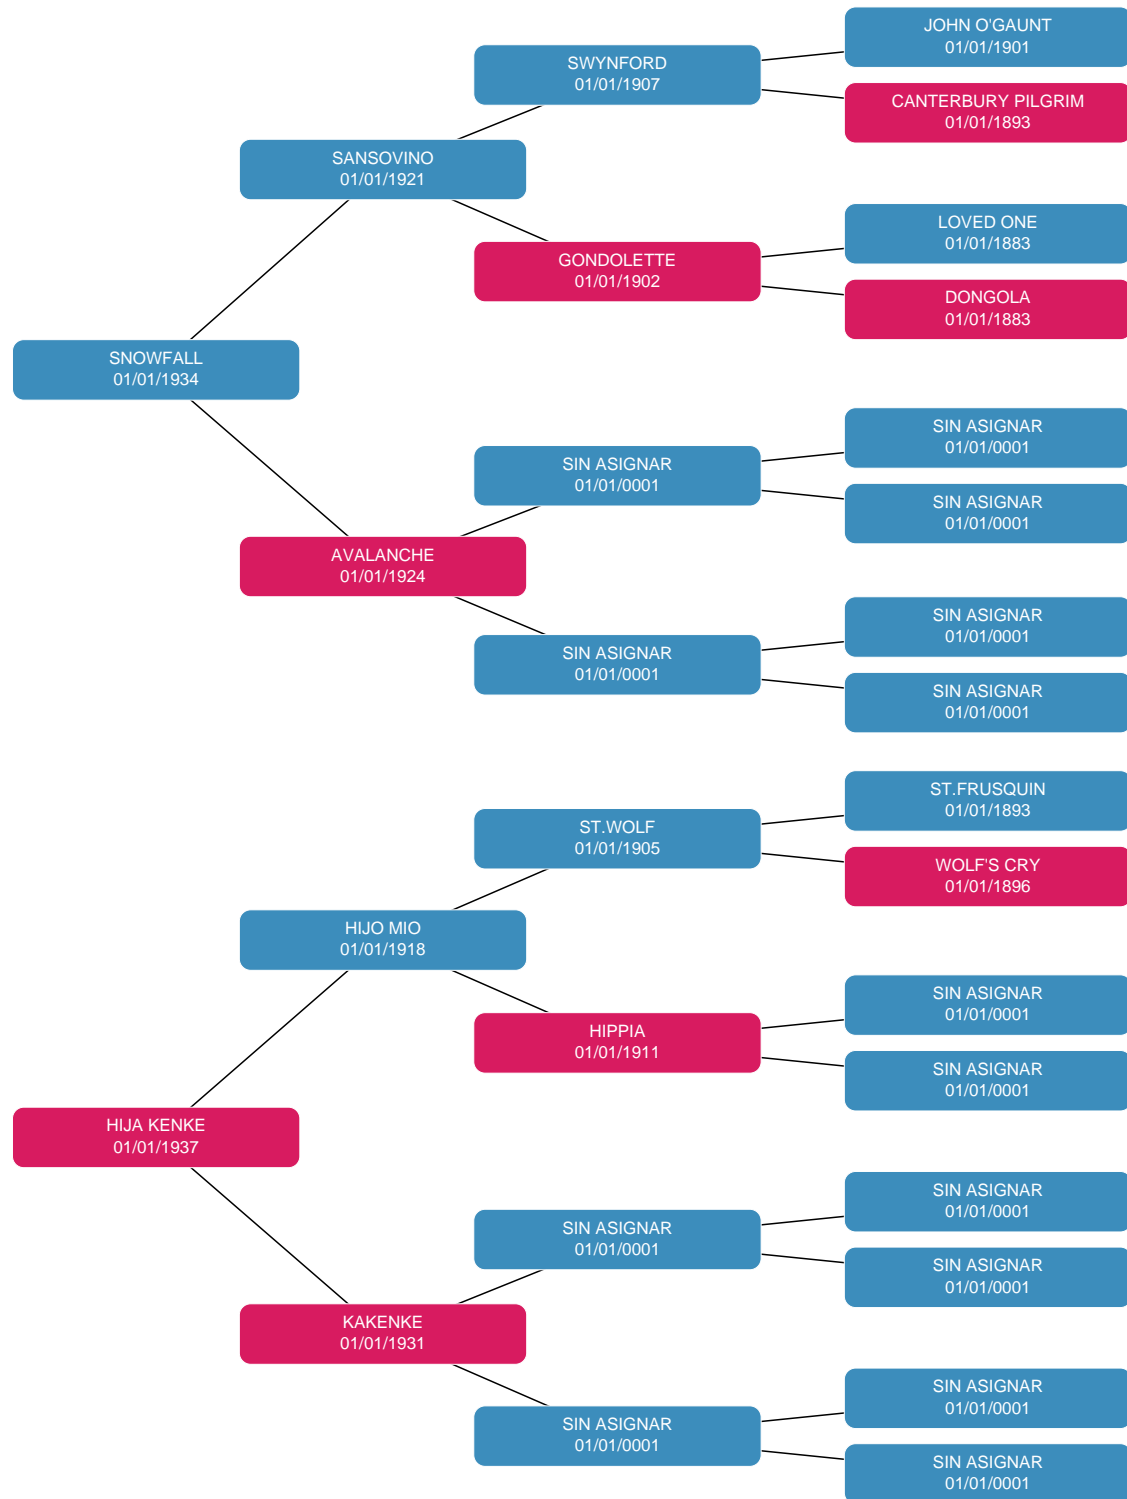 JOHN O'GAUNT
01/01/1901
SWYNFORD
01/01/1907
CANTERBURY PILGRIM
01/01/1893
SANSOVINO
01/01/1921
LOVED ONE
01/01/1883
GONDOLETTE
01/01/1902
DONGOLA
01/01/1883
SNOWFALL
01/01/1934
SIN ASIGNAR
01/01/0001
SIN ASIGNAR
01/01/0001
SIN ASIGNAR
01/01/0001
AVALANCHE
01/01/1924
SIN ASIGNAR
01/01/0001
SIN ASIGNAR
01/01/0001
SIN ASIGNAR
01/01/0001
ST.FRUSQUIN
01/01/1893
ST.WOLF
01/01/1905
WOLF'S CRY
01/01/1896
HIJO MIO
01/01/1918
SIN ASIGNAR
01/01/0001
HIPPIA
01/01/1911
SIN ASIGNAR
01/01/0001
HIJA KENKE
01/01/1937
SIN ASIGNAR
01/01/0001
SIN ASIGNAR
01/01/0001
SIN ASIGNAR
01/01/0001
KAKENKE
01/01/1931
SIN ASIGNAR
01/01/0001
SIN ASIGNAR
01/01/0001
SIN ASIGNAR
01/01/0001